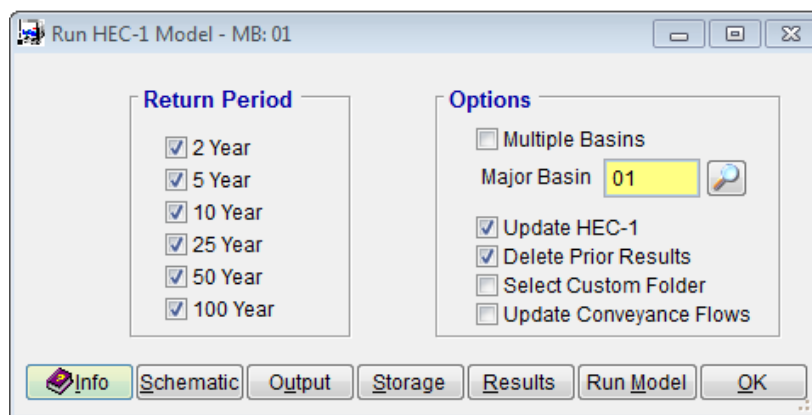 Run HEC-1 Model - MB: 01
Return Period
2 Year
5 Year
10 Year
25 Year
50 Year
100 Year
Options
Multiple Basins
Major Basin 01
Update HEC-1
Delete Prior Results
Select Custom Folder
Update Conveyance Flows
Info Schematic Output Storage Results Run Model OK